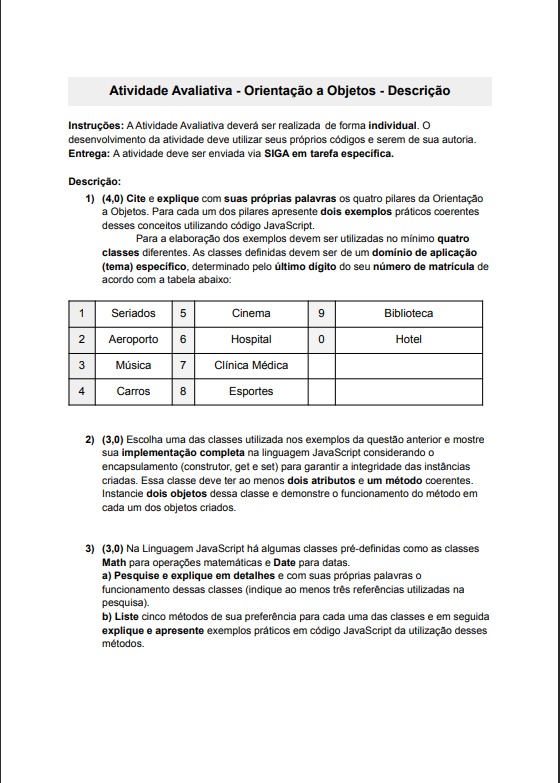 Atividade Avaliativa - Orientação a Objetos - Descrição
Instruções: A Atividade Avaliativa deverá ser realizada de forma individual. O
desenvolvimento da atividade deve utilizar seus próprios códigos e serem de sua autoria.
Entrega: A atividade deve ser enviada via SIGA em tarefa específica.
Descrição:
1) (4,0) Cite e explique com suas próprias palavras os quatro pilares da Orientação
a Objetos. Para cada um dos pilares apresente dois exemplos práticos coerentes
desses conceitos utilizando código JavaScript.
Para a elaboração dos exemplos devem ser utilizadas no mínimo quatro
classes diferentes. As classes definidas devem ser de um domínio de aplicação
(tema) específico, determinado pelo último dígito do seu número de matrícula de
acordo com a tabela abaixo:
1 Seriados 5 Cinema 9 Biblioteca
2 Aeroporto 6 Hospital 0 Hotel
3 Música 7 Clínica Médica
4 Carros 8 Esportes
2) (3,0) Escolha uma das classes utilizada nos exemplos da questão anterior e mostre
sua implementação completa na linguagem JavaScript considerando o
encapsulamento (construtor, get e set) para garantir a integridade das instâncias
criadas. Essa classe deve ter ao menos dois atributos e um método coerentes.
Instancie dois objetos dessa classe e demonstre o funcionamento do método em
cada um dos objetos criados.
3) (3,0) Na Linguagem JavaScript há algumas classes pré-definidas como as classes
Math para operações matemáticas e Date para datas.
a) Pesquise e explique em detalhes e com suas próprias palavras o
funcionamento dessas classes (indique ao menos três referências utilizadas na
pesquisa).
b) Liste cinco métodos de sua preferência para cada uma das classes e em seguida
explique e apresente exemplos práticos em código JavaScript da utilização desses
métodos.